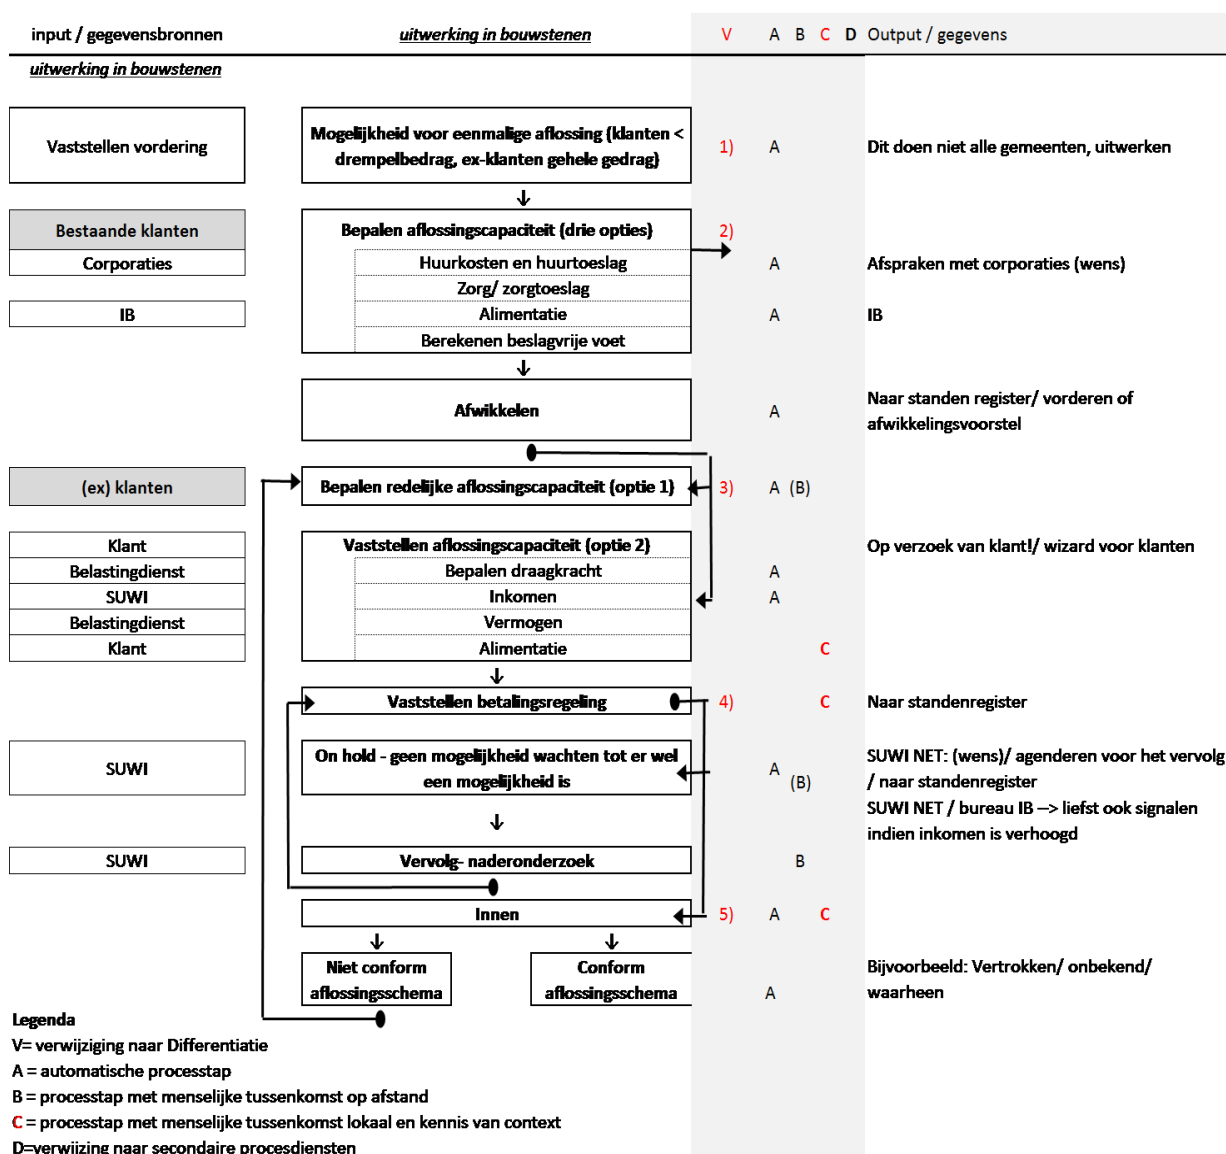 input / gegevensbronnen uitwerking in bouwstenen V A B C D Output / gegevens
uitwerking in bouwstenen
Vaststellen vordering
Mogelijkheid voor eenmalige aflossing (klanten <
drempelbedrag, ex-klanten gehele gedrag)
1) A Dit doen niet alle gemeenten, uitwerken
Bestaande klanten Bepalen aflossingscapaciteit (drie opties) 2)
Corporaties Huurkosten en huurtoeslag A Afspraken met corporaties (wens)
Zorg/ zorgtoeslag
IB Alimentatie A IB
Berekenen beslagvrije voet
Afwikkelen A
Naar standen register/ vorderen of
afwikkelingsvoorstel
(ex) klanten Bepalen redelijke aflossingscapaciteit (optie 1) 3) A (B)
Klant Vaststellen aflossingscapaciteit (optie 2) Op verzoek van klant!/ wizard voor klanten
Belastingdienst Bepalen draagkracht A
SUWI Inkomen A
Belastingdienst Vermogen
Klant Alimentatie C
Vaststellen betalingsregeling 4) C Naar standenregister
SUWI
On hold - geen mogelijkheid wachten tot er wel
een mogelijkheid is
A (B)
SUWI NET: (wens)/ agenderen voor het vervolg
/ naar standenregister
SUWI NET / bureau IB --> liefst ook signalen
indien inkomen is verhoogd
SUWI Vervolg- naderonderzoek B
Innen 5) A C
Niet conform
aflossingsschema
Conform
aflossingsschema
A
Bijvoorbeeld: Vertrokken/ onbekend/
waarheen
Legenda
V= verwijziging naar Differentiatie
A = automatische processtap
B = processtap met menselijke tussenkomst op afstand
C = processtap met menselijke tussenkomst lokaal en kennis van context
D=verwijzing naar secondaire procesdiensten